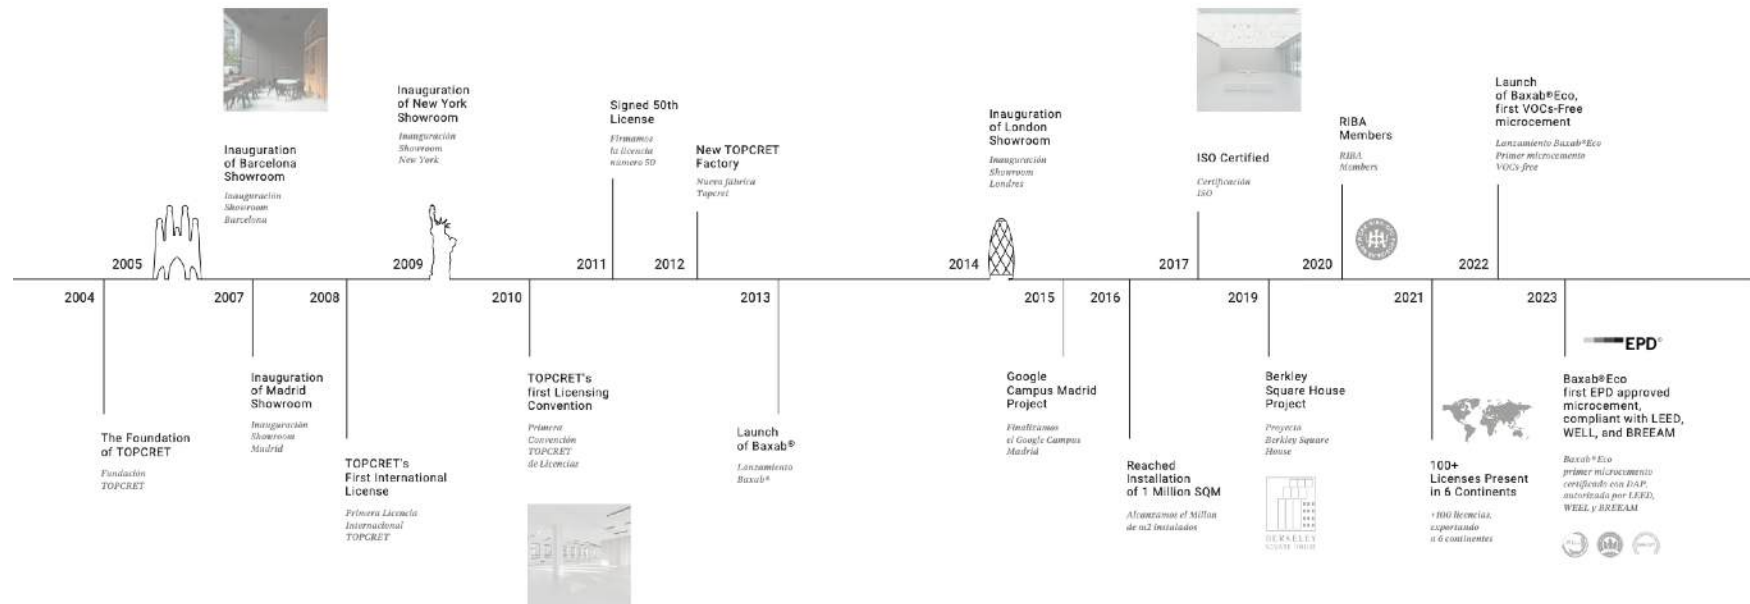 2004
The Foundation
of TOPCRET
Fundación
TOPCRET
2005
Inauguration
of Barcelona
Showroom
Inauguración
Showroom
Barcelona
2007
Inauguration
of Madrid
Showroom
Inauguración
Showroom
Madrid
2008
TOPCRET's
First International
License
Primera Licencia
Internacional
TOPCRET
2009
Inauguration
of New York
Showroom
Inauguración
Showroom
New York
2010
TOPCRET's
first Licensing
Convention
Primera
Convención
TOPCRET
de Licencias
2011
Signed 50th
License
Firmamos
la licencia
número 50
2012
New TOPCRET
Factory
Nueva fábrica
Topcret
2013
Launch
of Baxab®
Lanzamiento
Baxab®
2014
Inauguration
of London
Showroom
Inauguración
Showroom
Londres
2015
Google
Campus Madrid
Project
Finalizamos
el Google Campus
Madrid
2016
Reached
Installation
of 1 Million SQM
Alcanzamos el Millon
de m2 instalados
2017
ISO Certified
Certificación
ISO
2019
Berkley
Square House
Project
Proyecto
Berkley Square
House
BERKELEY
SQUARE HOUSE
2020
RIBA
Members
RIBA
Members
2021
100+
Licenses Present
in 6 Continents
+100 licencias,
exportando
a 6 continentes
2022
Launch
of Baxab®Eco,
first VOCs-Free
microcement
Lanzamiento Baxab®Eco
Primer microcemento
VOCs-free
2023
EPD®
Baxab®Eco
first EPD approved
microcement,
compliant with LEED,
WELL, and BREEAM
Baxab®Eco
primer microcemento
certificado con DAP,
autorizada por LEED,
WEEL y BREEAM